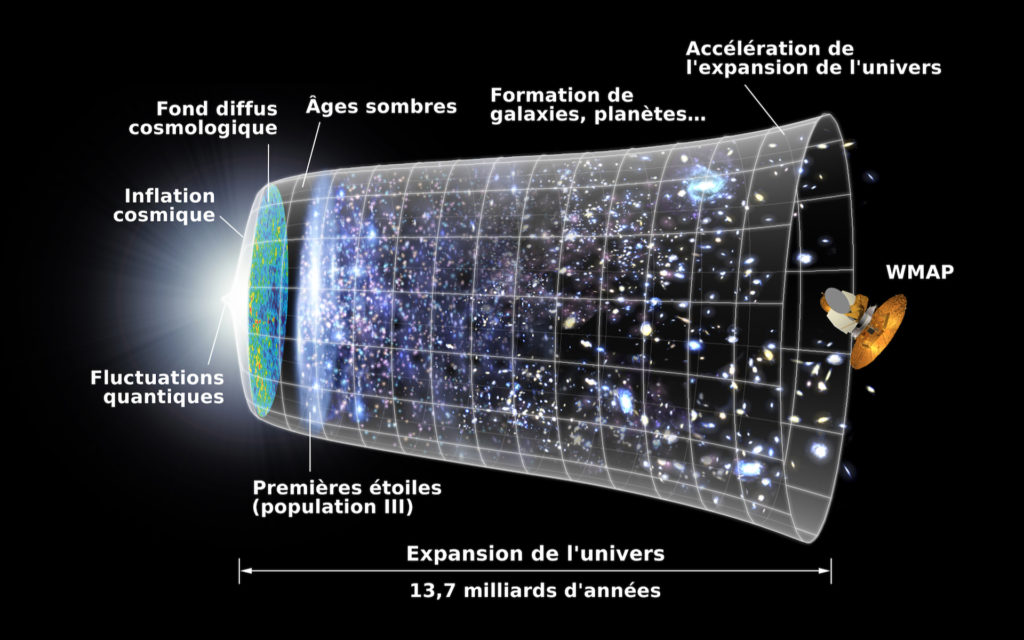 Accélération de
l'expansion de l'univers
Formation de
galaxies, planètes...
Âges sombres
Fond diffus
cosmologique
Inflation
cosmique
WMAP
Fluctuations
quantiques
Premières étoiles
(population III)
Expansion de l'univers
13,7 milliards d'années